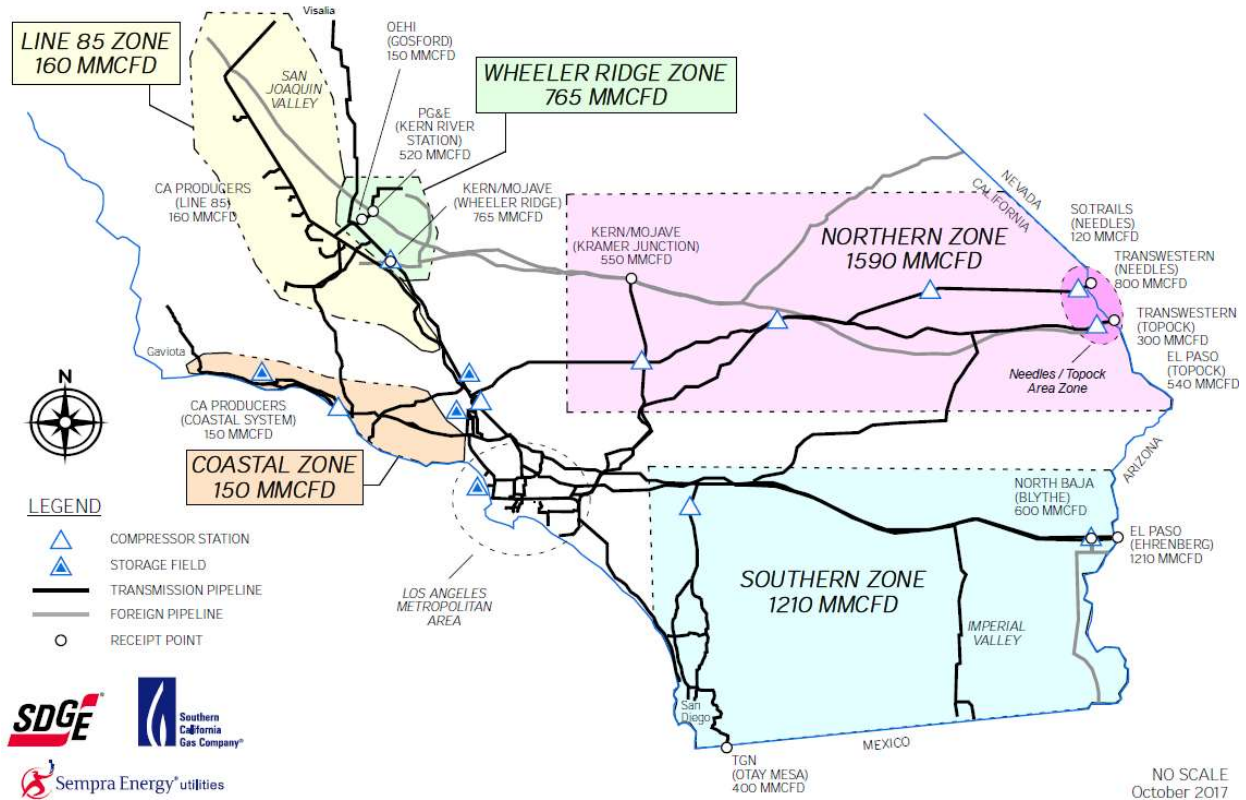 Visalia
LINE 85 ZONE
160 MMCFD
OEHI
(GOSFORD)
150 MMCFD
SAN
JOAQUIN
VALLEY
WHEELER RIDGE ZONE
765 MMCFD
PG&E
(KERN RIVER
STATION)
520 MMCFD
CA PRODUCERS
(LINE 85)
160 MMCFD
KERN/MOJAVE
(WHEELER RIDGE)
765 MMCFD
NEVADA
CALIFORNIA
KERN/MOJAVE
(KRAMER JUNCTION)
550 MMCFD
NORTHERN ZONE
1590 MMCFD
SO.TRAILS
(NEEDLES)
120 MMCFD
TRANSWESTERN
(NEEDLES)
800 MMCFD
TRANSWESTERN
(TOPOCK)
300 MMCFD
EL PASO
(TOPOCK)
540 MMCFD
Needles / Topock
Area Zone
Gaviota
N
CA PRODUCERS
(COASTAL SYSTEM)
150 MMCFD
COASTAL ZONE
150 MMCFD
ARIZONA
NORTH BAJA
(BLYTHE)
600 MMCFD
EL PASO
(EHRENBERG)
1210 MMCFD
LEGEND
COMPRESSOR STATION
STORAGE FIELD
TRANSMISSION PIPELINE
FOREIGN PIPELINE
RECEIPT POINT
LOS ANGELES
METROPOLITAN
AREA
SOUTHERN ZONE
1210 MMCFD
IMPERIAL
VALLEY
San
Diego
MEXICO
TGN
(OTAY MESA)
400 MMCFD
SDGE®
Southern
California
Gas Company®
Sempra Energy® utilities
NO SCALE
October 2017